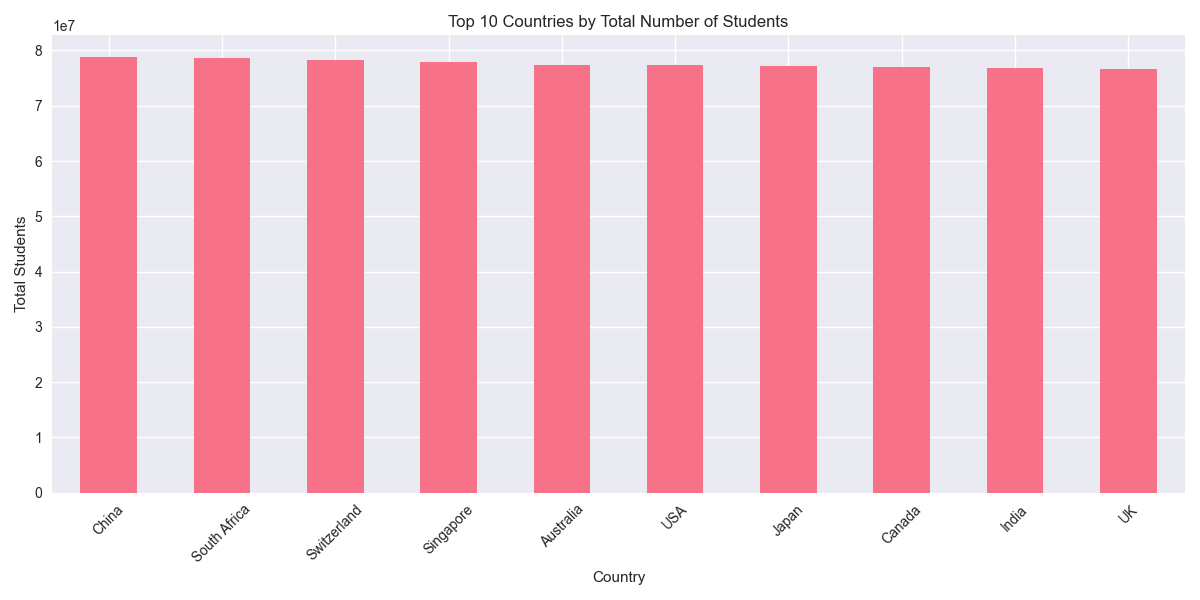 Top 10 Countries by Total Number of Students
1e7
8
7
6
5
4
3
2
1
0
Total Students
China
South Africa
Switzerland
Singapore
Australia
USA
Japan
Canada
India
UK
Country